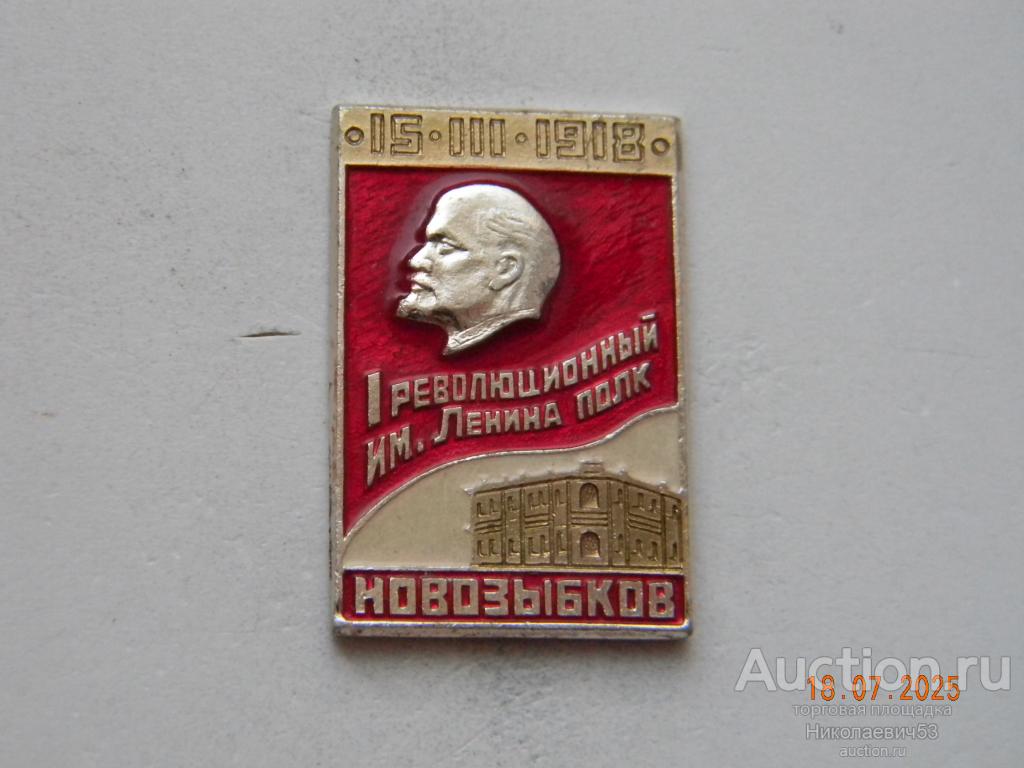 ·15·III·1918·
I РЕВОЛЮЦИОННЫЙ
ИМ. ЛЕНИНА ПОЛК
НОВОЗЫБКОВ
Auction.ru
18.07.2025
торговая площадка
Николаевич53
auction.ru